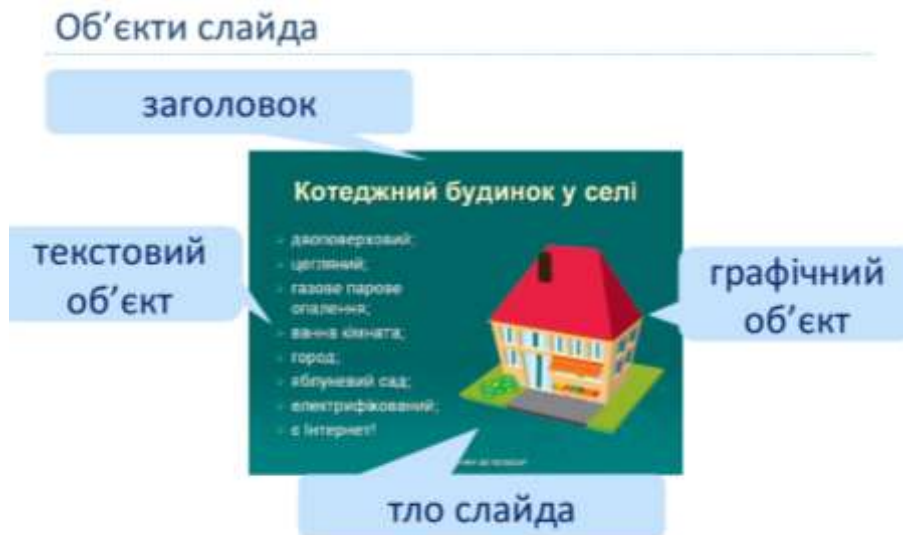 Об’єкти слайда
заголовок
Котеджний будинок у селі
текстовий
об’єкт
двоповерховий;
цегляний;
газове парове
опалення;
ванна кімната;
город;
яблуневий сад;
електрифікований;
є Інтернет!
графічний
об’єкт
тло слайда